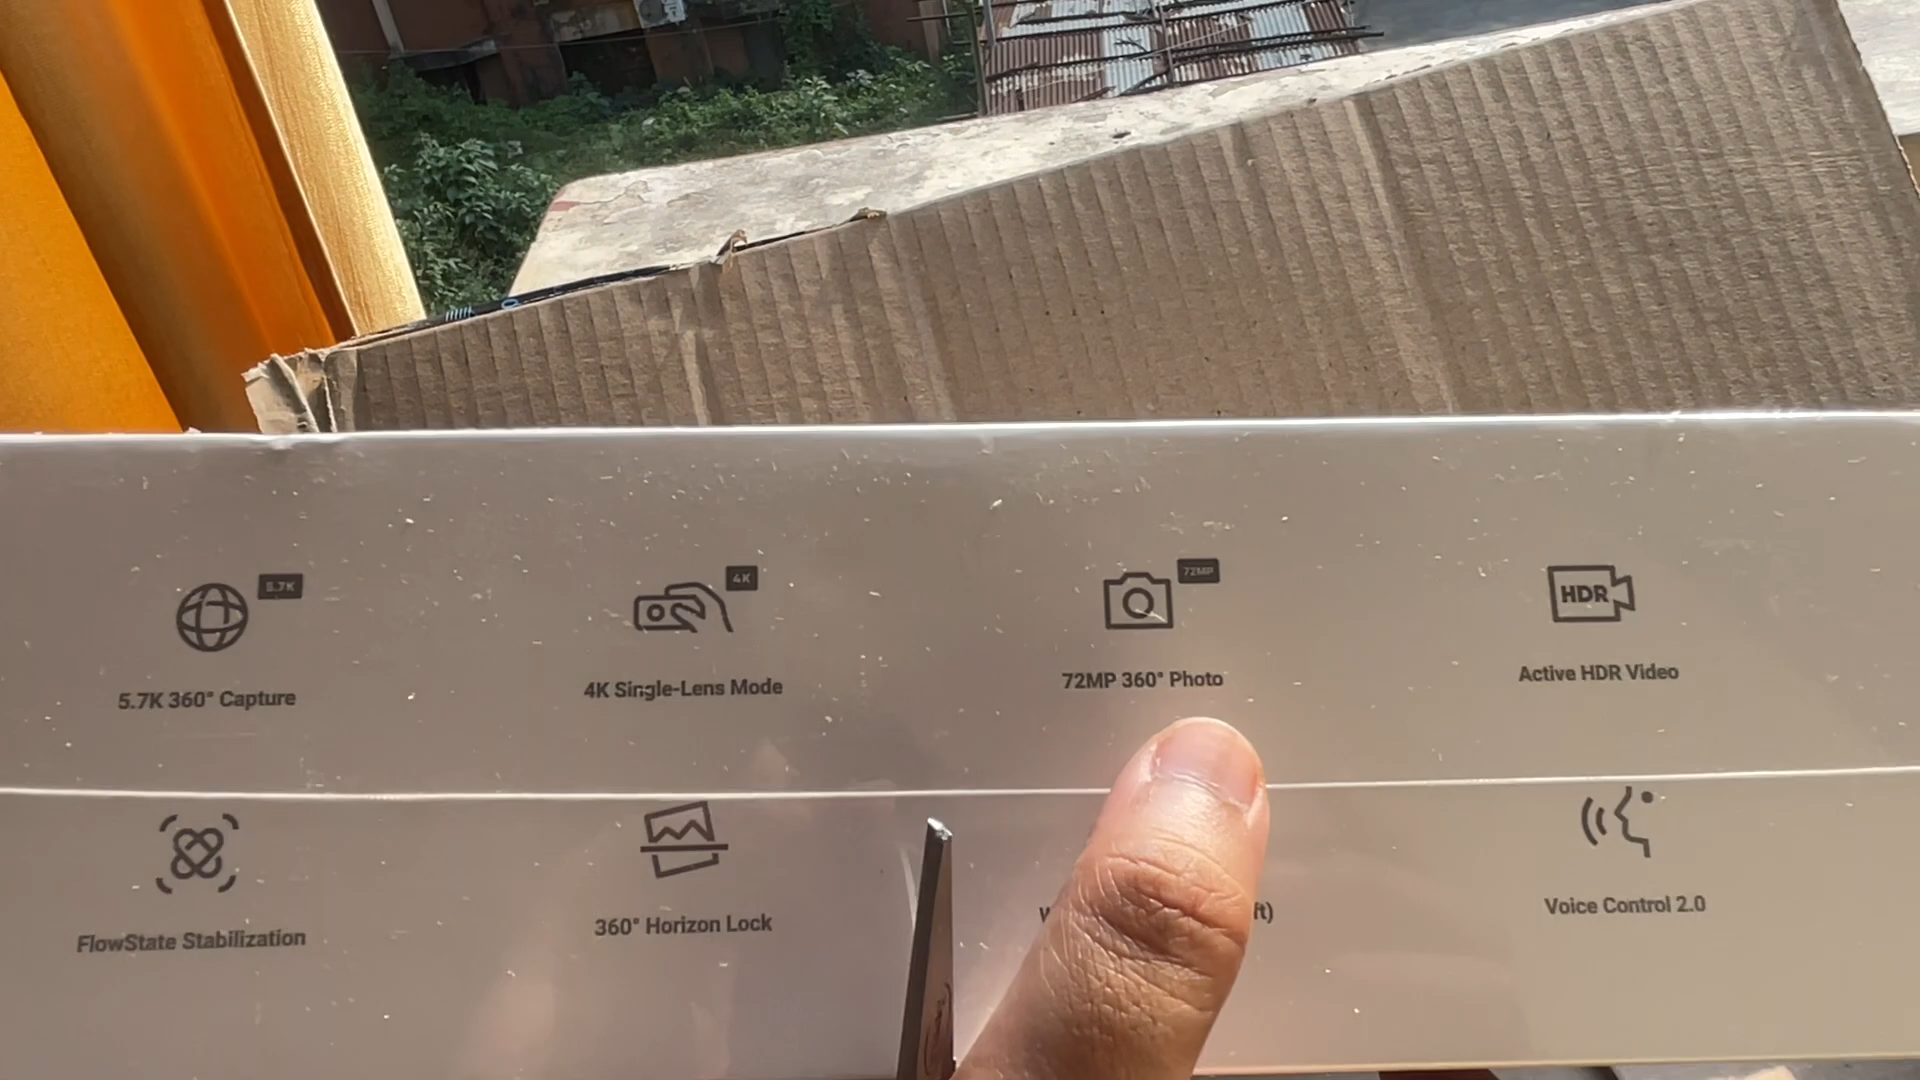 5.7K
4K
72MP
HDR
5.7K 360° Capture
4K Single-Lens Mode
72MP 360° Photo
Active HDR Video
FlowState Stabilization
360° Horizon Lock
Voice Control 2.0